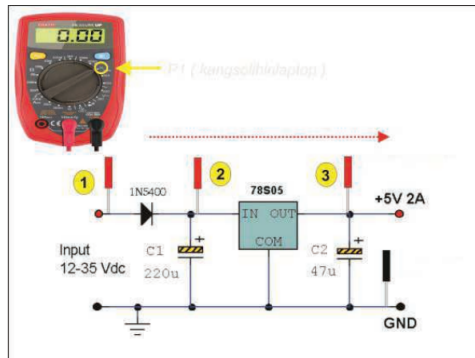 0.00
P1 ( kangsolihinlaptop )
1
1N5400
2
78S05
3
+5V 2A
IN OUT
COM
Input
12-35 Vdc
C1
220u
+
C2
47u
+
GND